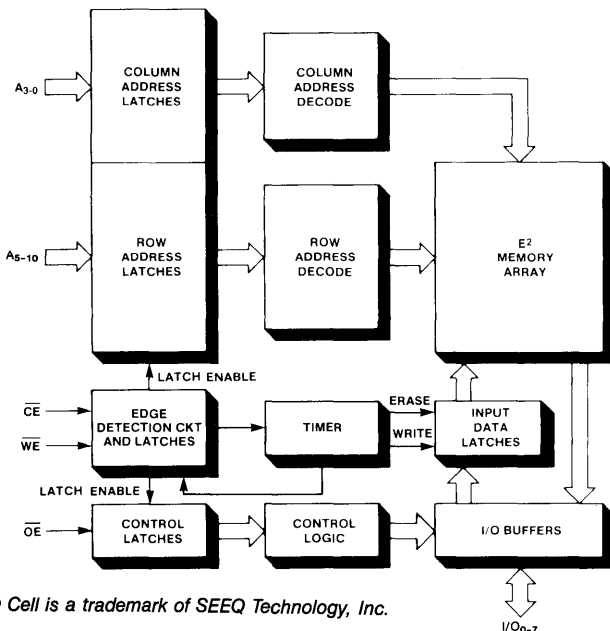 COLUMN
ADDRESS
LATCHES
COLUMN
ADDRESS
DECODE
A3-0
ROW
ADDRESS
LATCHES
ROW
ADDRESS
DECODE
E2
MEMORY
ARRAY
A5-10
LATCH ENABLE
CE
WE
EDGE
DETECTION CKT
AND LATCHES
TIMER
ERASE
WRITE
INPUT
DATA
LATCHES
LATCH ENABLE
OE
CONTROL
LATCHES
CONTROL
LOGIC
I/O BUFFERS
Cell is a trademark of SEEQ Technology, Inc.
I/O0-7